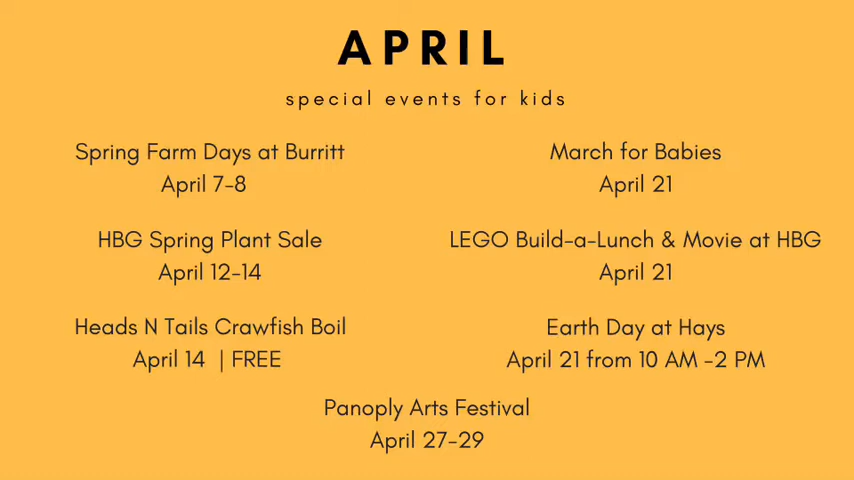 APRIL
special events for kids
Spring Farm Days at Burritt
April 7-8
HBG Spring Plant Sale
April 12-14
Heads N Tails Crawfish Boil
April 14 | FREE
March for Babies
April 21
LEGO Build-a-Lunch & Movie at HBG
April 21
Earth Day at Hays
April 21 from 10 AM -2 PM
Panoply Arts Festival
April 27-29